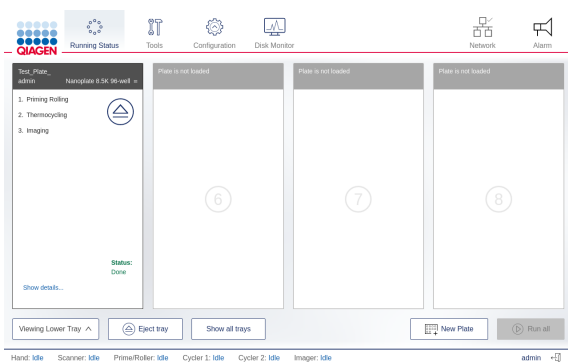 QIAGEN
Running Status
Tools
Configuration
Disk Monitor
Network
Alarm
Test_Plate_
admin Nanoplate 8.5K 96-well
1. Priming Rolling
2. Thermocycling
3. Imaging
Status:
Done
Show details...
Plate is not loaded
6
Plate is not loaded
7
Plate is not loaded
8
Viewing Lower Tray
Eject tray
Show all trays
New Plate
Run all
Hand: Idle Scanner: Idle Prime/Roller: Idle Cycler 1: Idle Cycler 2: Idle Imager: Idle admin